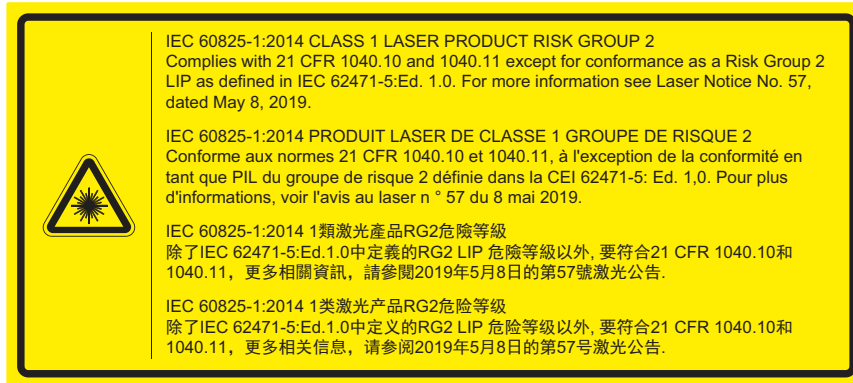 IEC 60825-1:2014 CLASS 1 LASER PRODUCT RISK GROUP 2
Complies with 21 CFR 1040.10 and 1040.11 except for conformance as a Risk Group 2
LIP as defined in IEC 62471-5:Ed. 1.0. For more information see Laser Notice No. 57,
dated May 8, 2019.
IEC 60825-1:2014 PRODUIT LASER DE CLASSE 1 GROUPE DE RISQUE 2
Conforme aux normes 21 CFR 1040.10 et 1040.11, à l'exception de la conformité en
tant que PIL du groupe de risque 2 définie dans la CEI 62471-5: Ed. 1,0. Pour plus
d'informations, voir l'avis au laser n ° 57 du 8 mai 2019.
IEC 60825-1:2014 1類激光產品RG2危險等級
除了IEC 62471-5:Ed.1.0中定義的RG2 LIP 危險等級以外, 要符合21 CFR 1040.10和
1040.11，更多相關資訊，請參閱2019年5月8日的第57號激光公告.
IEC 60825-1:2014 1类激光产品RG2危险等级
除了IEC 62471-5:Ed.1.0中定义的RG2 LIP 危险等级以外, 要符合21 CFR 1040.10和
1040.11，更多相关信息，请参阅2019年5月8日的第57号激光公告.